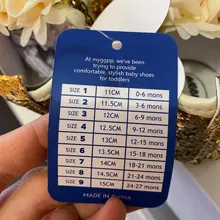 At myggpp, we've been
trying to provide
comfortable, stylish baby shoes
for toddlers
SIZE 1 11CM 0-6 mons
SIZE 2 11.5CM 3-6 mons
SIZE 3 12CM 6-9 mons
SIZE 4 12.5CM 9-12 mons
SIZE 5 13CM 12-15 mons
SIZE 6 13.5CM 15-18 mons
SIZE 7 14CM 18-21 mons
SIZE 8 14.5CM 21-24 mons
SIZE 9 15CM 24-27 mons
MADE IN CHINA